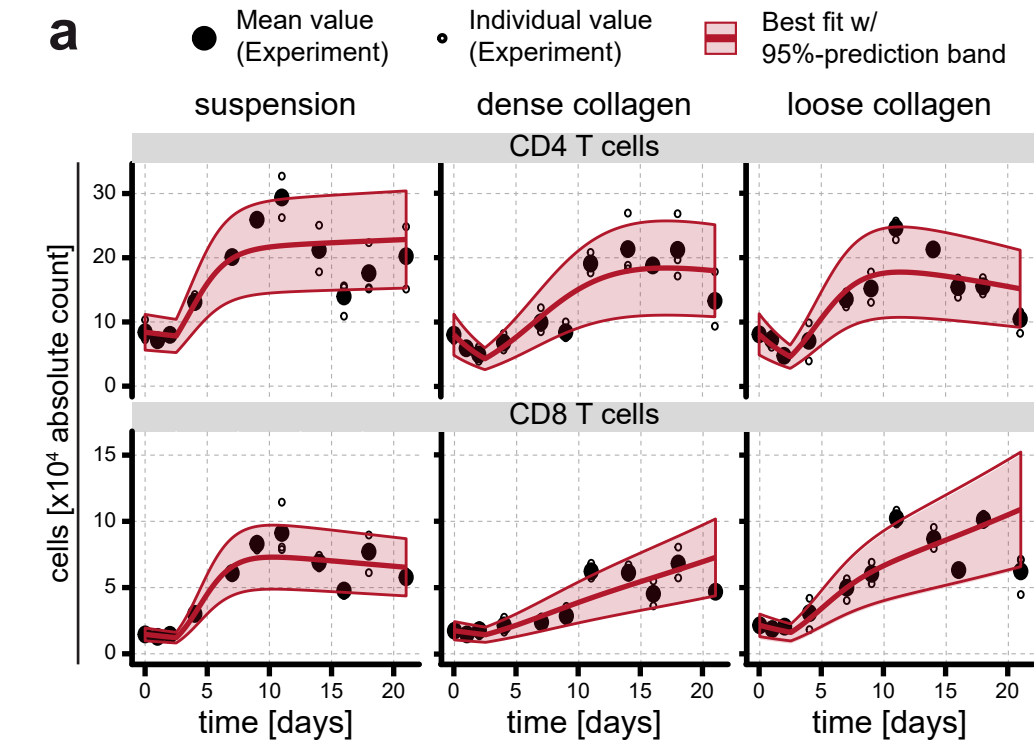 a
Mean value
(Experiment)
Individual value
(Experiment)
Best fit w/
95%-prediction band
suspension
dense collagen
loose collagen
CD4 T cells
30
20
10
0
CD8 T cells
15
10
5
0
cells [x10⁴ absolute count]
0 5 10 15 20
0 5 10 15 20
0 5 10 15 20
time [days]
time [days]
time [days]